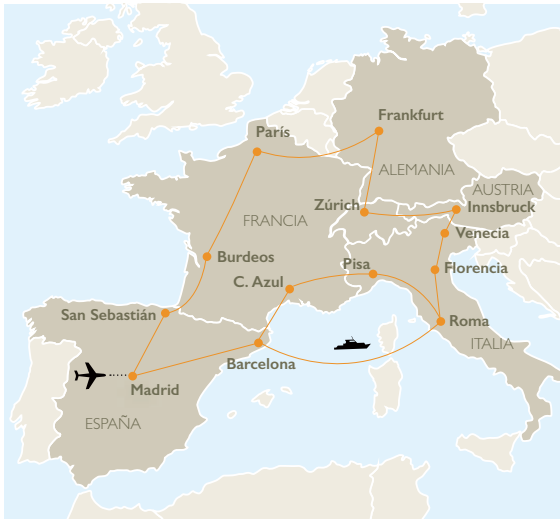 Frankfurt
París
ALEMANIA
AUSTRIA
Zúrich
Innsbruck
FRANCIA
Venecia
Burdeos
Pisa
Florencia
C. Azul
San Sebastián
Roma
ITALIA
Barcelona
Madrid
ESPAÑA